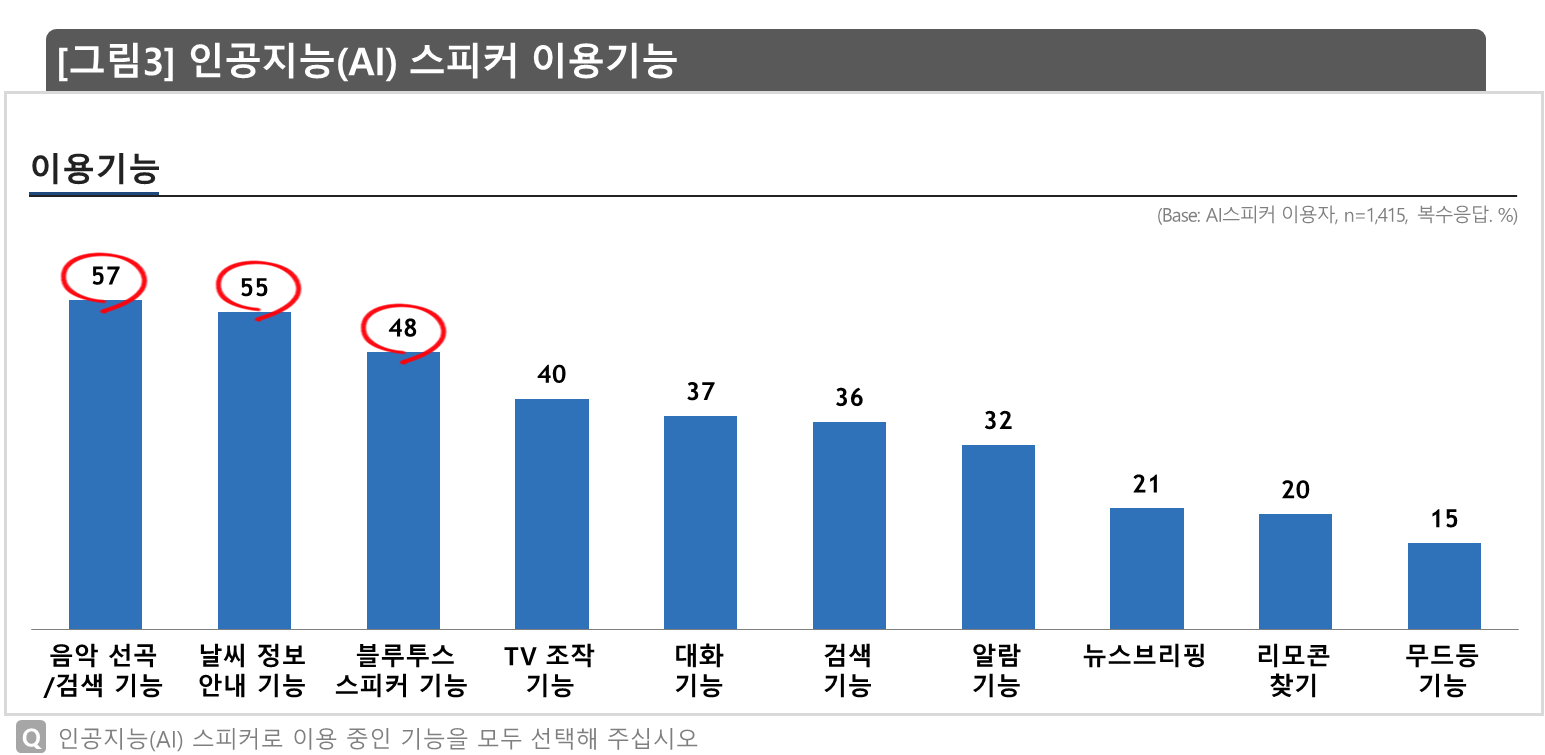 [그림3] 인공지능(AI) 스피커 이용기능
이용기능
(Base: AI스피커 이용자, n=1,415, 복수응답. %)
57
55
48
40
37
36
32
21
20
15
음악 선곡
/검색 기능
날씨 정보
안내 기능
블루투스
스피커 기능
TV 조작
기능
대화
기능
검색
기능
알람
기능
뉴스브리핑
리모콘
찾기
무드등
기능
Q 인공지능(AI) 스피커로 이용 중인 기능을 모두 선택해 주십시오